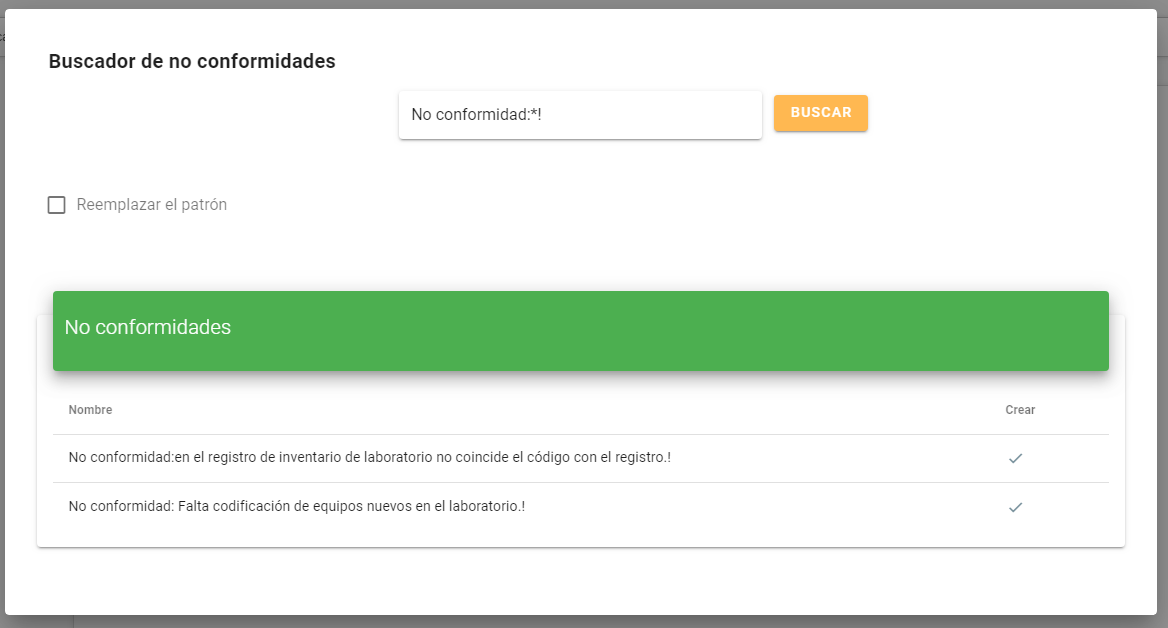 Buscador de no conformidades
No conformidad:*!
BUSCAR
Reemplazar el patrón
No conformidades
Nombre
Crear
No conformidad:en el registro de inventario de laboratorio no coincide el código con el registro.!
No conformidad: Falta codificación de equipos nuevos en el laboratorio.!